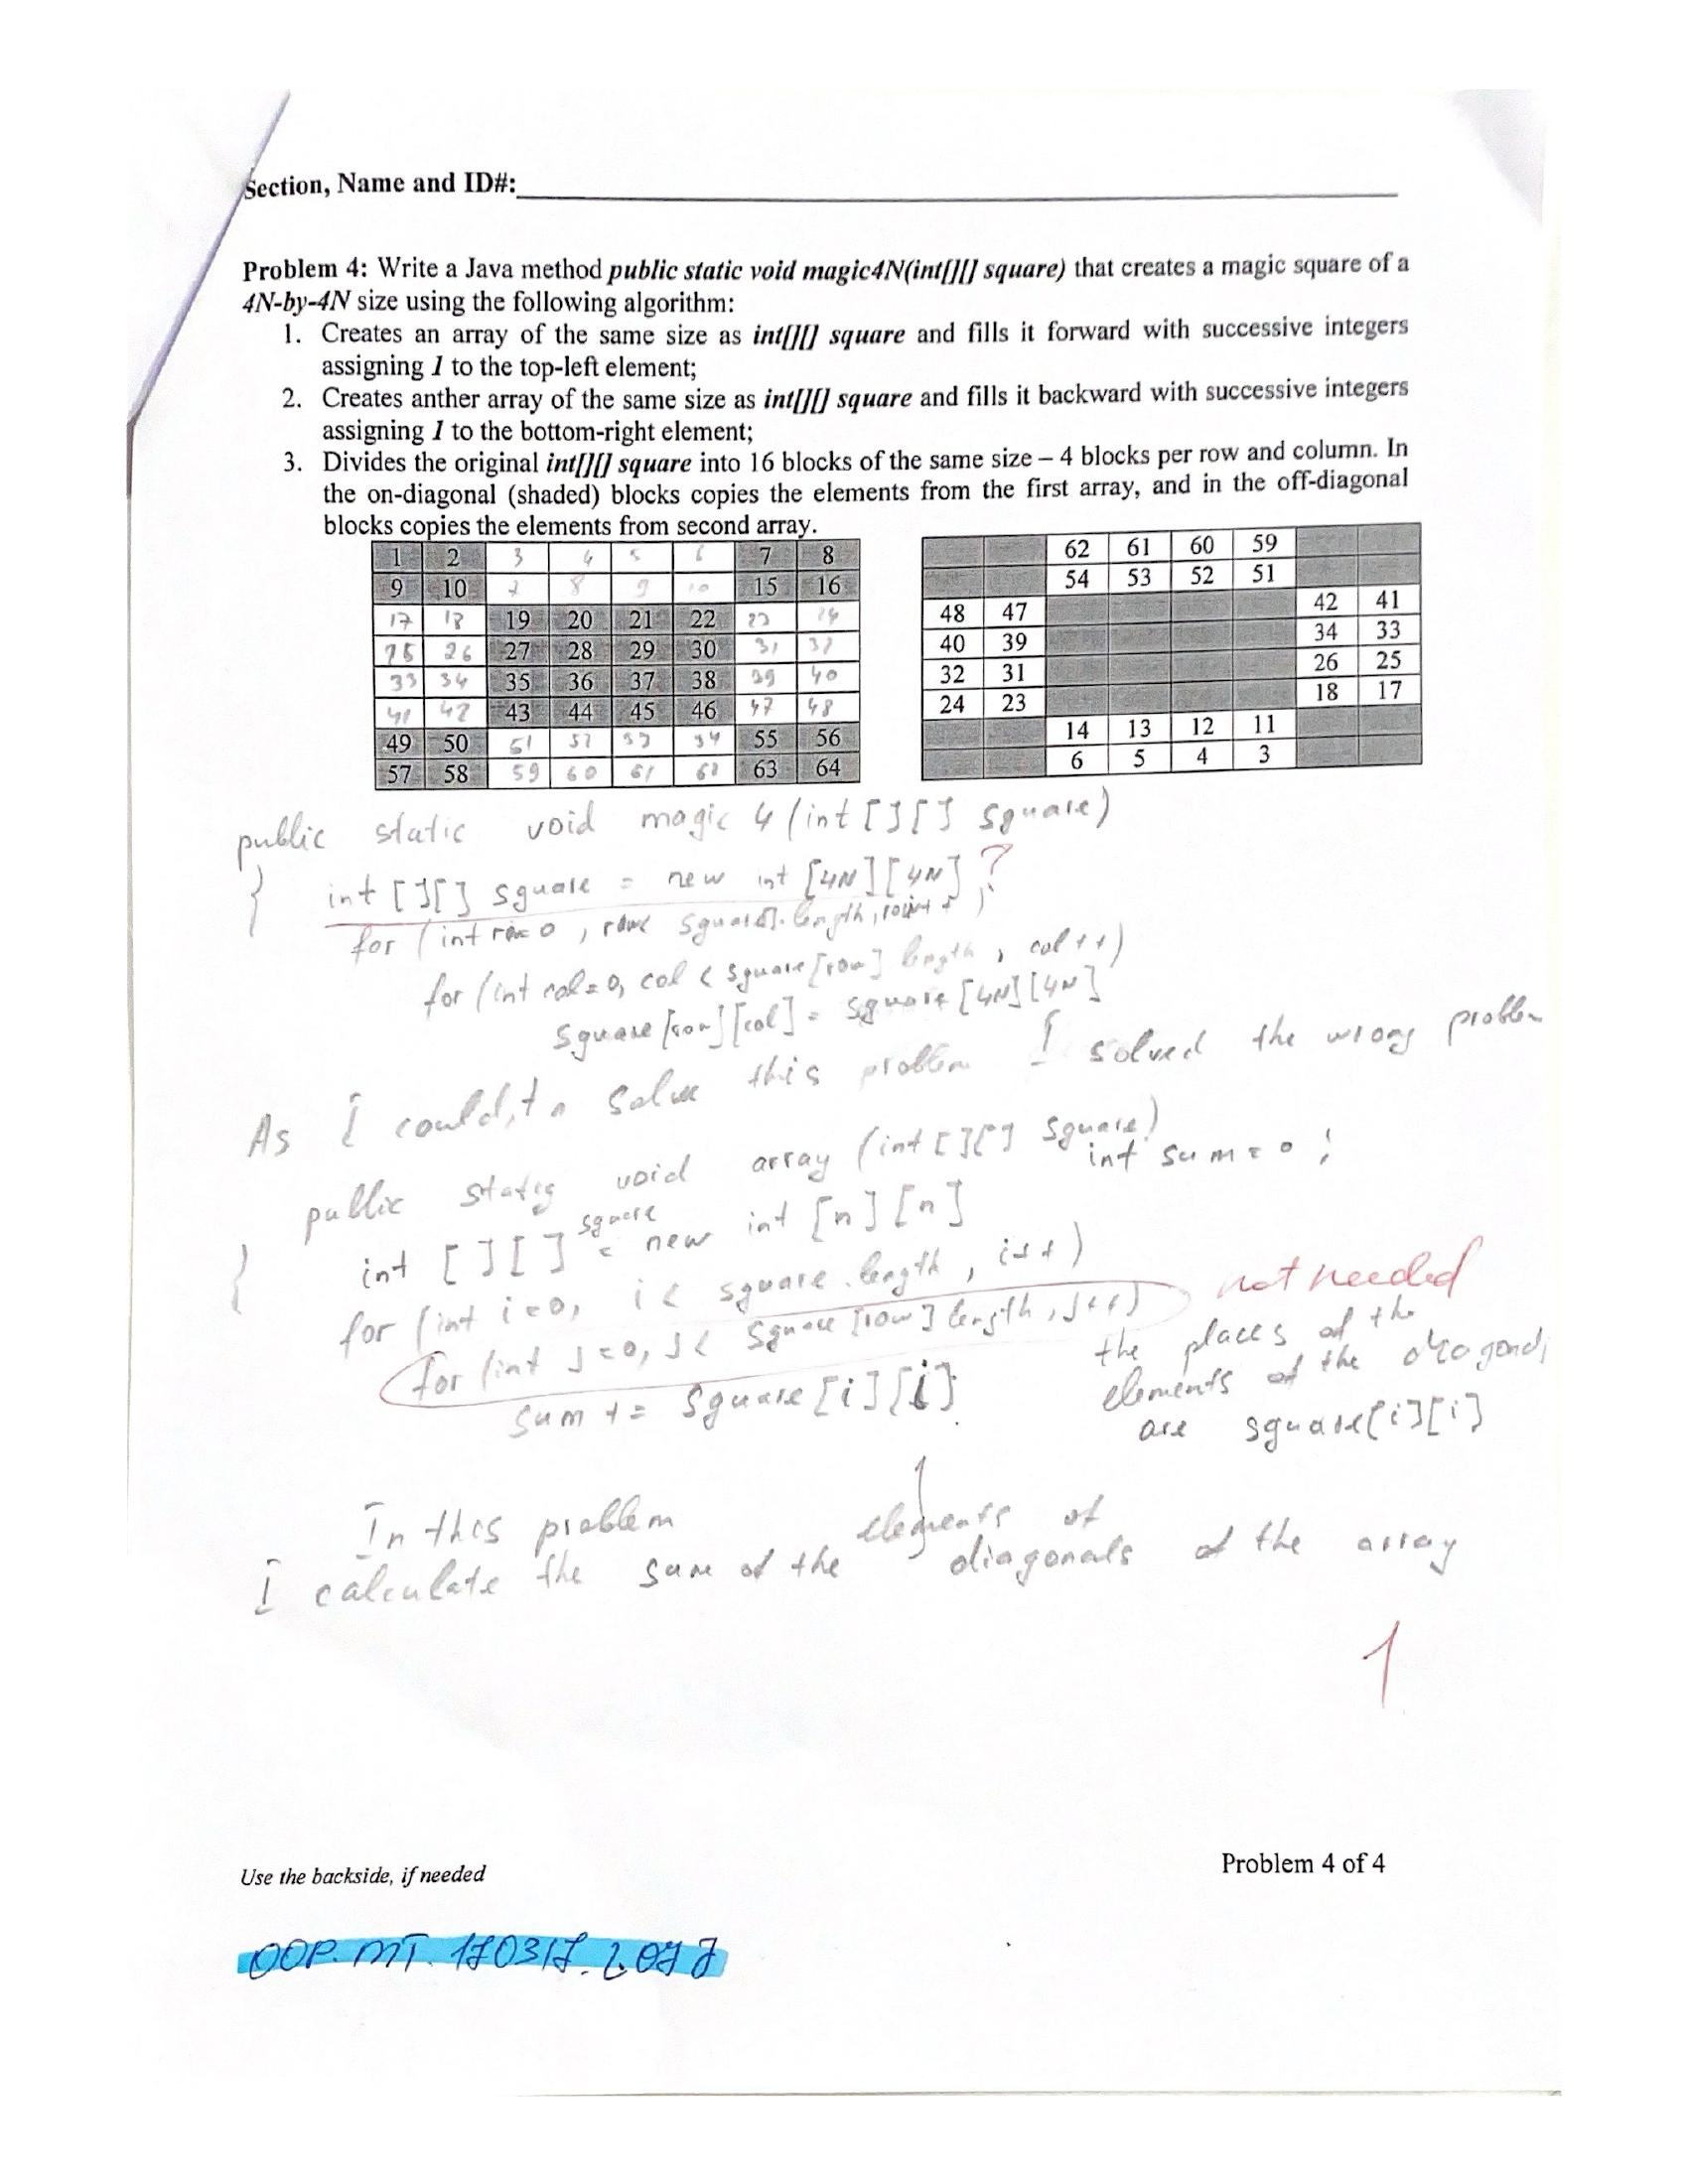 Section, Name and ID#:
Problem 4: Write a Java method public static void magic4N(int[][] square) that creates a magic square of a
4N-by-4N size using the following algorithm:
1. Creates an array of the same size as int[][] square and fills it forward with successive integers
assigning 1 to the top-left element;
2. Creates anther array of the same size as int[][] square and fills it backward with successive integers
assigning 1 to the bottom-right element;
3. Divides the original int[][] square into 16 blocks of the same size – 4 blocks per row and column. In
the on-diagonal (shaded) blocks copies the elements from the first array, and in the off-diagonal
blocks copies the elements from second array.
1 2 3 4 5 6 7 8
9 10 7 8 9 10 15 16
17 18 19 20 21 22 23 24
25 26 27 28 29 30 31 32
33 34 35 36 37 38 39 40
41 42 43 44 45 46 47 48
49 50 51 52 53 54 55 56
57 58 59 60 61 62 63 64
62 61 60 59
54 53 52 51
48 47 42 41
40 39 34 33
32 31 26 25
24 23 18 17
14 13 12 11
6 5 4 3
public static void magic 4 (int [][] square)
{ int [][] square = new int [4N][4N] ?
for (int = 0, square.length,
for (int col=0, col < square[row] length, col++)
square [row][col] = square [4N][4N]
As I could,t solve this problem I solved the wrong problem
public static void array (int [][] square)
int sum = 0;
{ int [][] square = new int [n][n]
for (int i=0, i< square.length, i++)
for (int j=0, j< square [row] length, j++) not needed
sum += square [i][i]
the places of the
elements of the diagonal
are square[i][i]
In this problem
I calculate the sum of the elements of
diagonals of the array
1
Use the backside, if needed
Problem 4 of 4
OOP. MT. 170317. 2.077